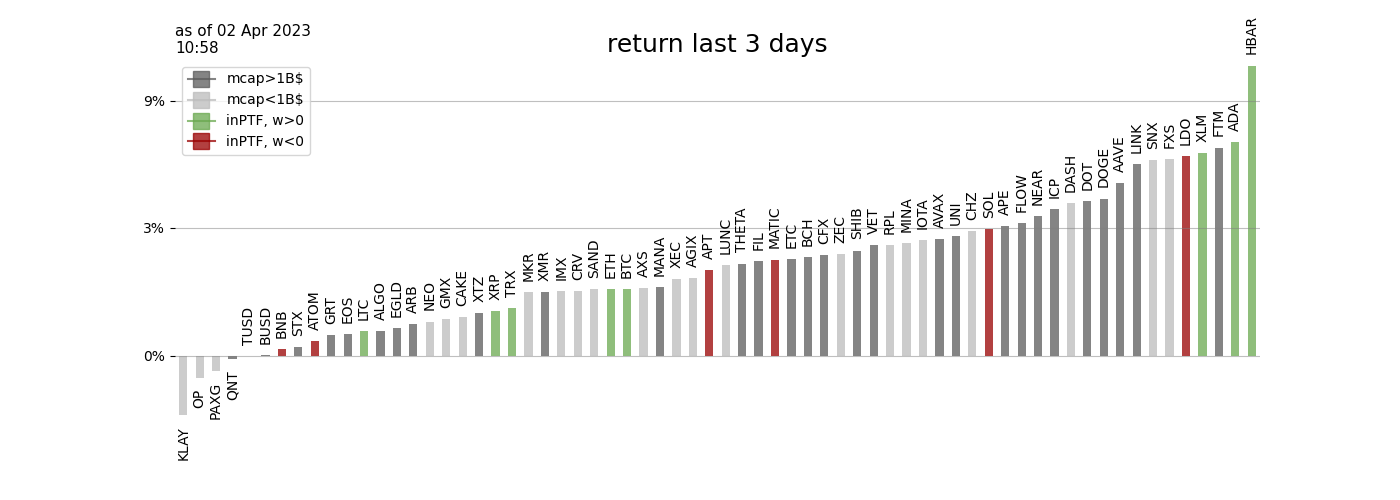 as of 02 Apr 2023
10:58
return last 3 days
mcap>1B$
mcap<1B$
inPTF, w>0
inPTF, w<0
9%
3%
0%
KLAY
OP
PAXG
QNT
TUSD
BUSD
BNB
STX
ATOM
GRT
EOS
LTC
ALGO
EGLD
ARB
NEO
GMX
CAKE
XTZ
XRP
TRX
MKR
XMR
IMX
CRV
SAND
ETH
BTC
AXS
MANA
XEC
AGIX
APT
LUNC
THETA
FIL
MATIC
ETC
BCH
CFX
ZEC
SHIB
VET
RPL
MINA
IOTA
AVAX
UNI
CHZ
SOL
APE
FLOW
NEAR
ICP
DASH
DOT
DOGE
AAVE
LINK
SNX
FXS
LDO
XLM
FTM
ADA
HBAR